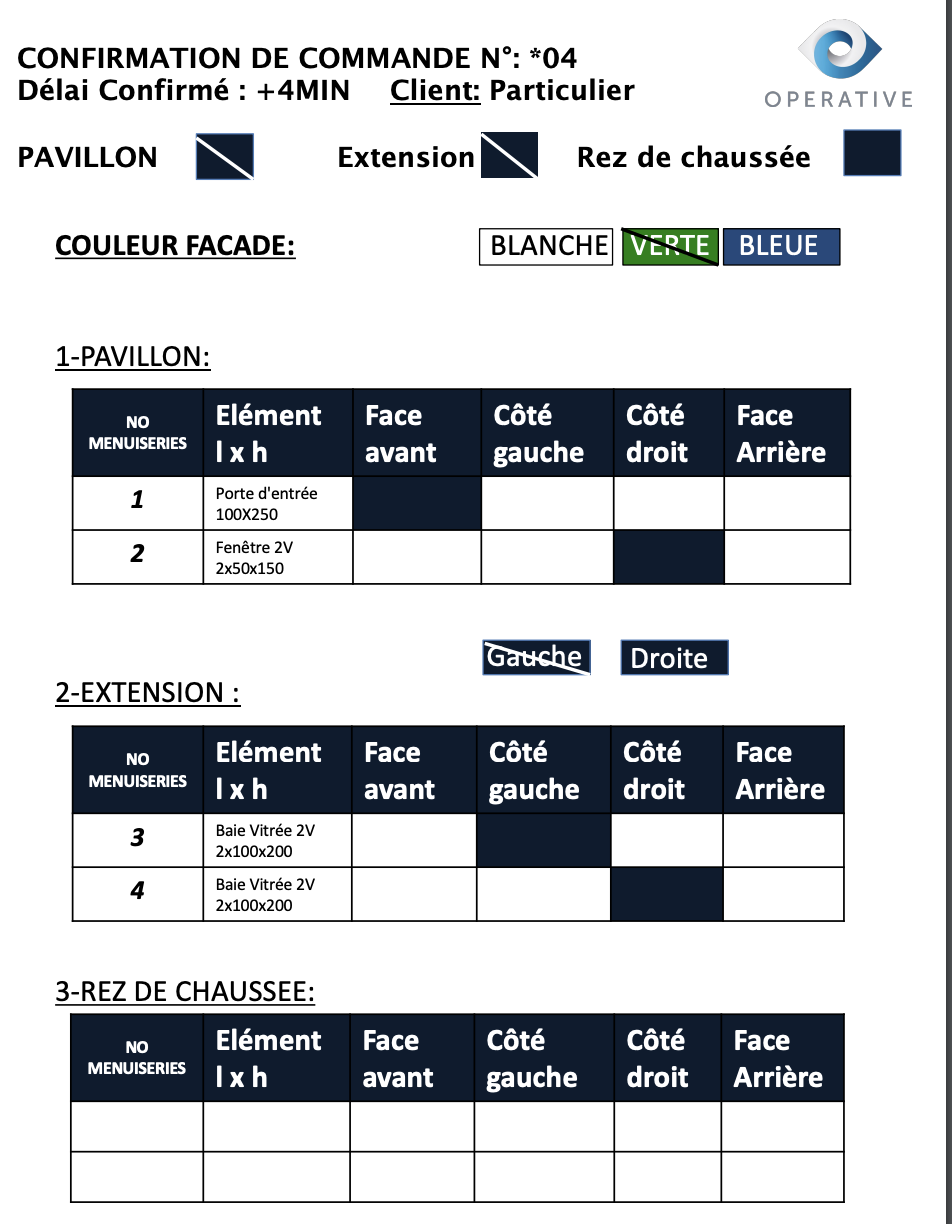 CONFIRMATION DE COMMANDE N°: *04
Délai Confirmé : +4MIN Client: Particulier
OPERATIVE
PAVILLON Extension Rez de chaussée
COULEUR FACADE: BLANCHE VERTE BLEUE
1-PAVILLON:
NO MENUISERIES Elément l x h Face avant Côté gauche Côté droit Face Arrière
1 Porte d'entrée 100X250
2 Fenêtre 2V 2x50x150
Gauche Droite
2-EXTENSION :
NO MENUISERIES Elément l x h Face avant Côté gauche Côté droit Face Arrière
3 Baie Vitrée 2V 2x100x200
4 Baie Vitrée 2V 2x100x200
3-REZ DE CHAUSSEE:
NO MENUISERIES Elément l x h Face avant Côté gauche Côté droit Face Arrière